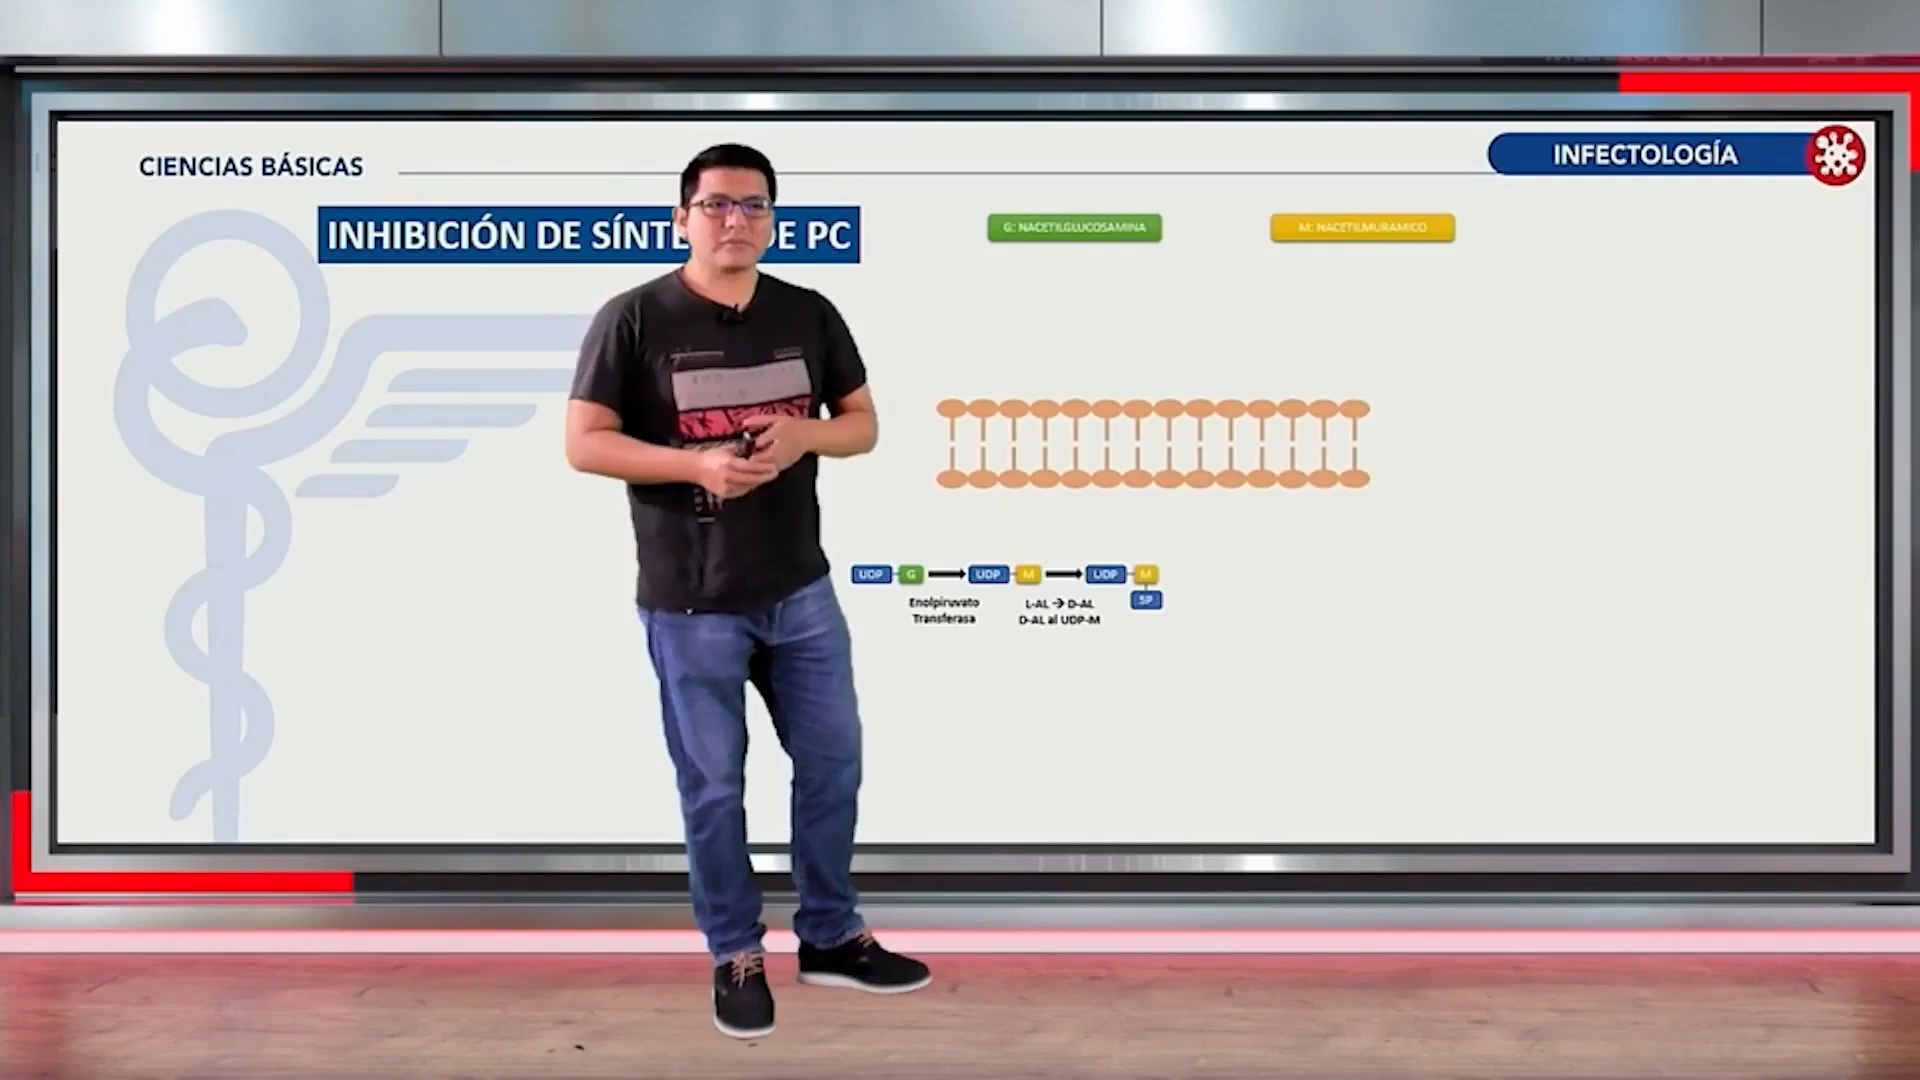 CIENCIAS BÁSICAS
INFECTOLOGÍA
INHIBICIÓN DE SÍNTE DE PC
G: NACETILGLUCOSAMINA
M: NACETILMURAMICO
UDP G UDP M UDP M
5P
Enolpiruvato
Transferasa
L-AL → D-AL
D-AL al UDP-M